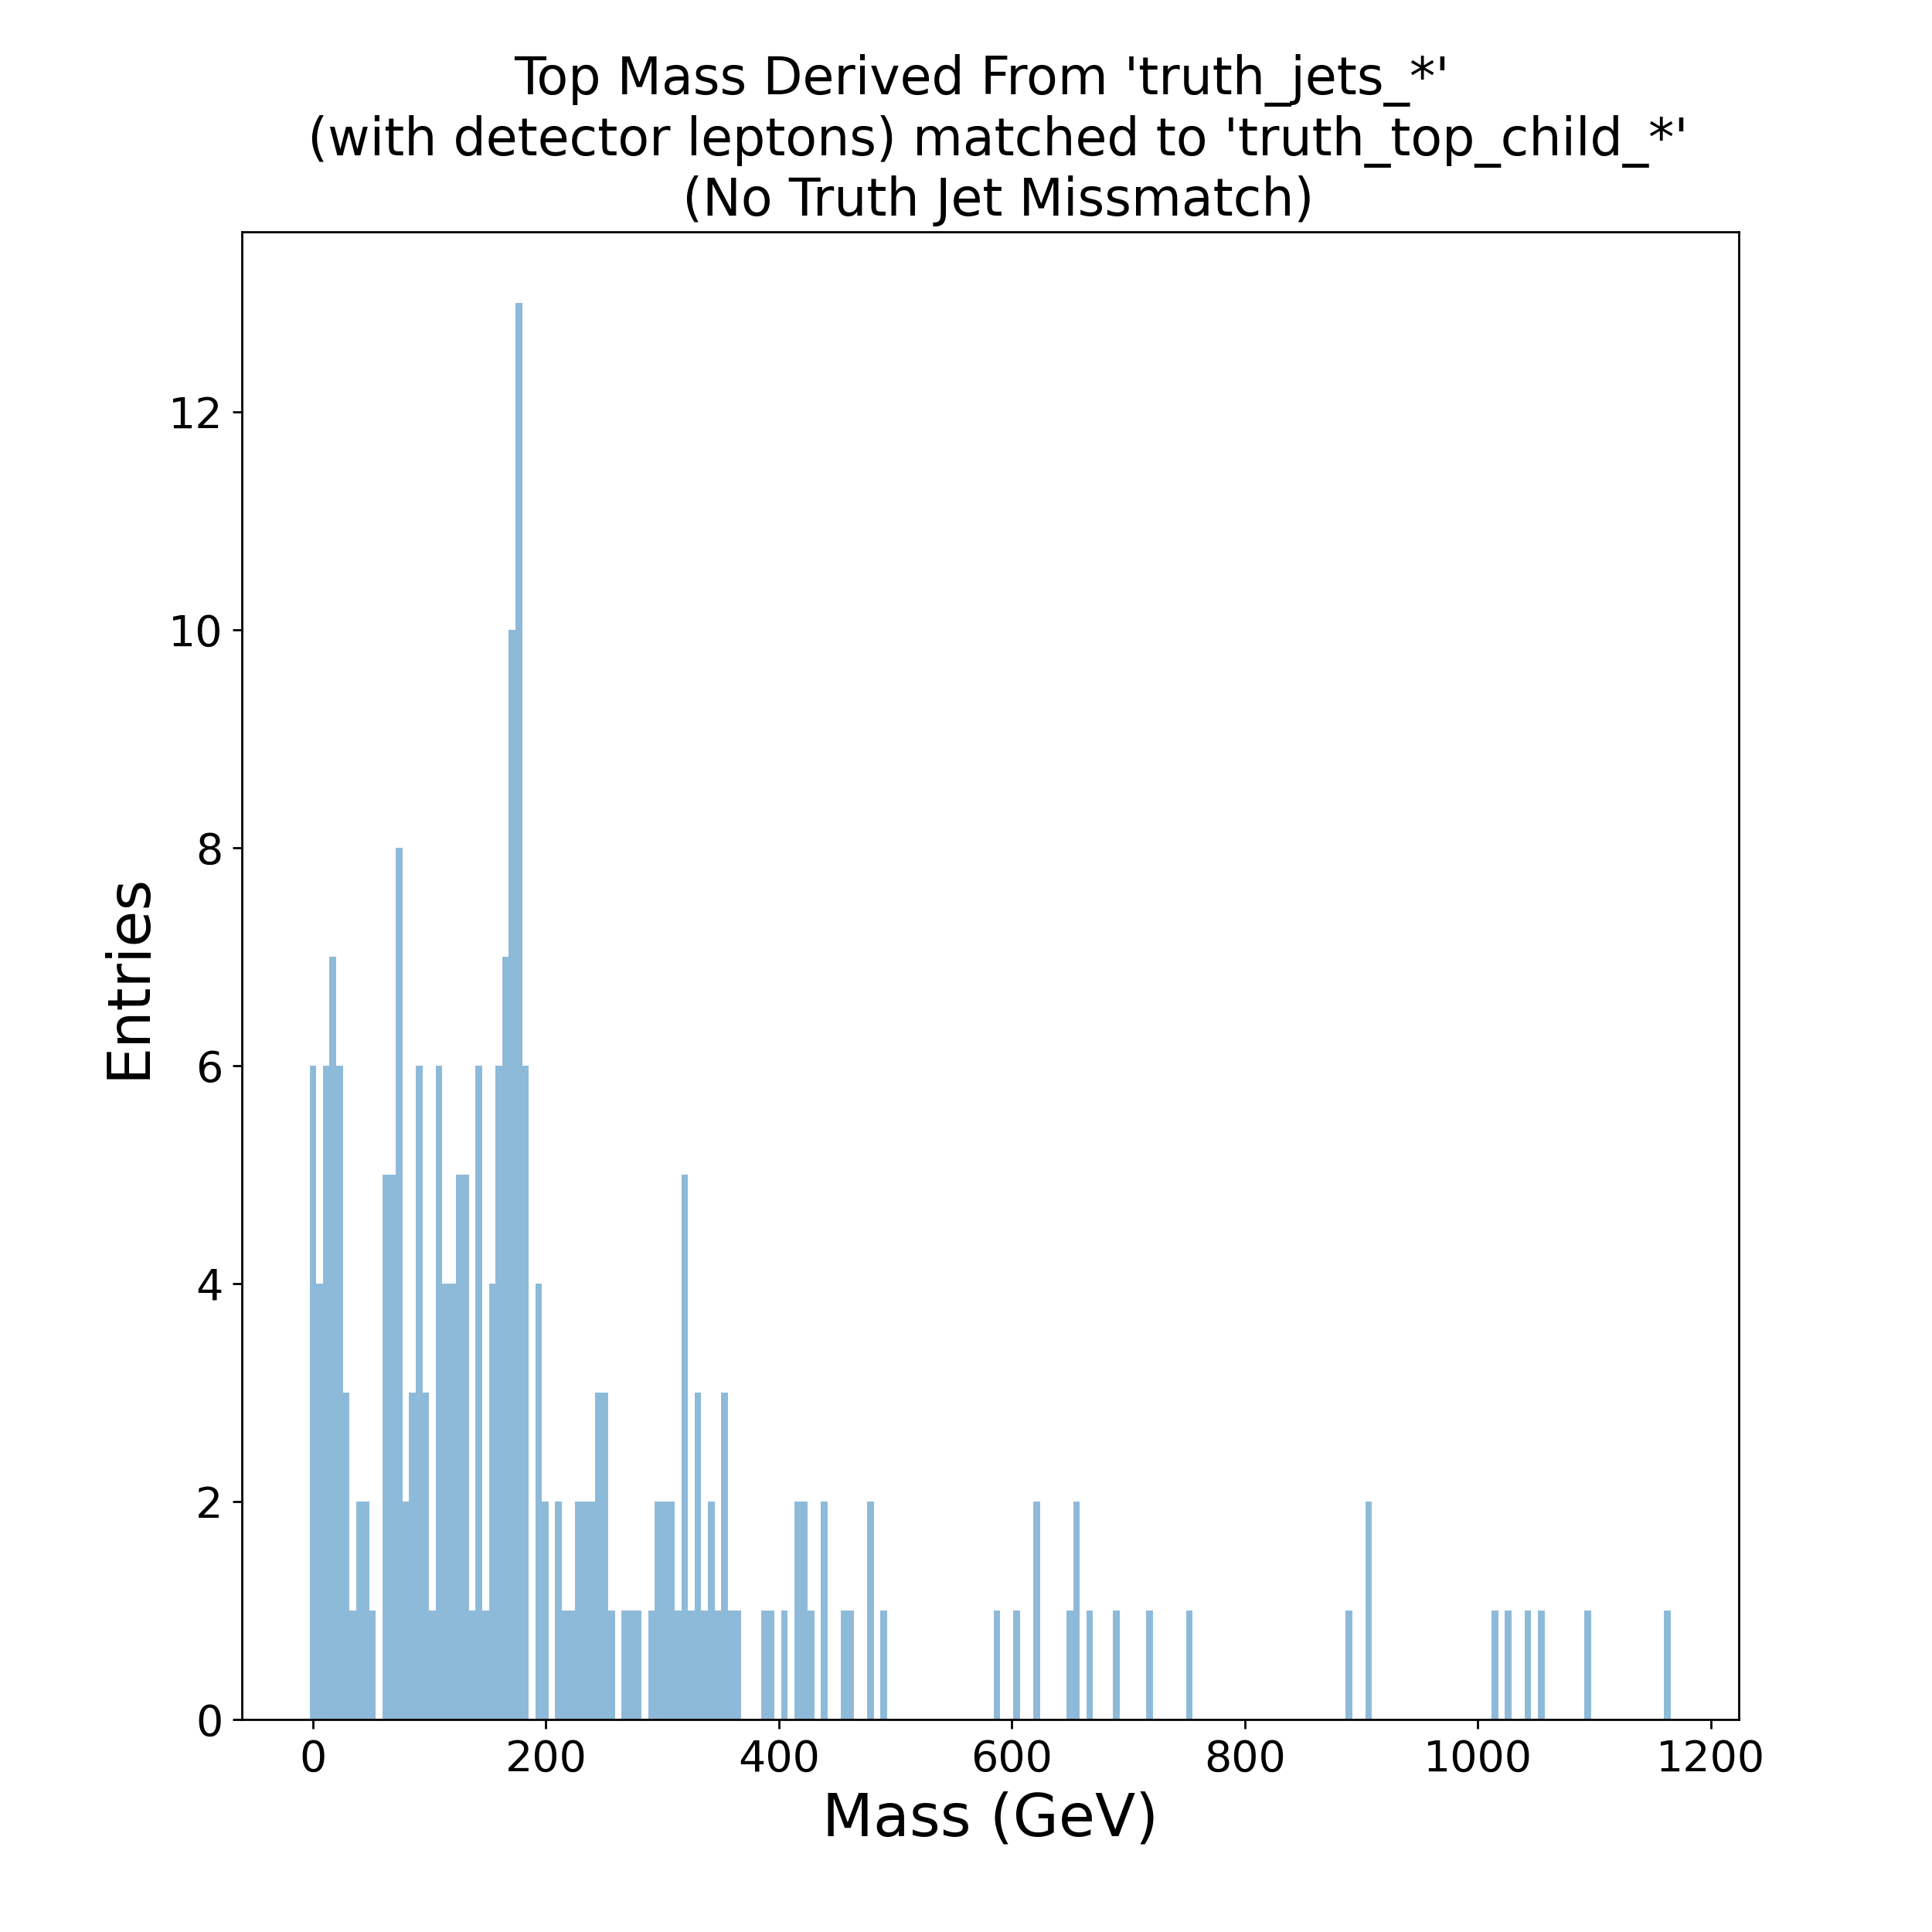 Top Mass Derived From 'truth_jets_*'
(with detector leptons) matched to 'truth_top_child_*'
(No Truth Jet Missmatch)
12
10
8
6
4
2
0
Entries
0 200 400 600 800 1000 1200
Mass (GeV)